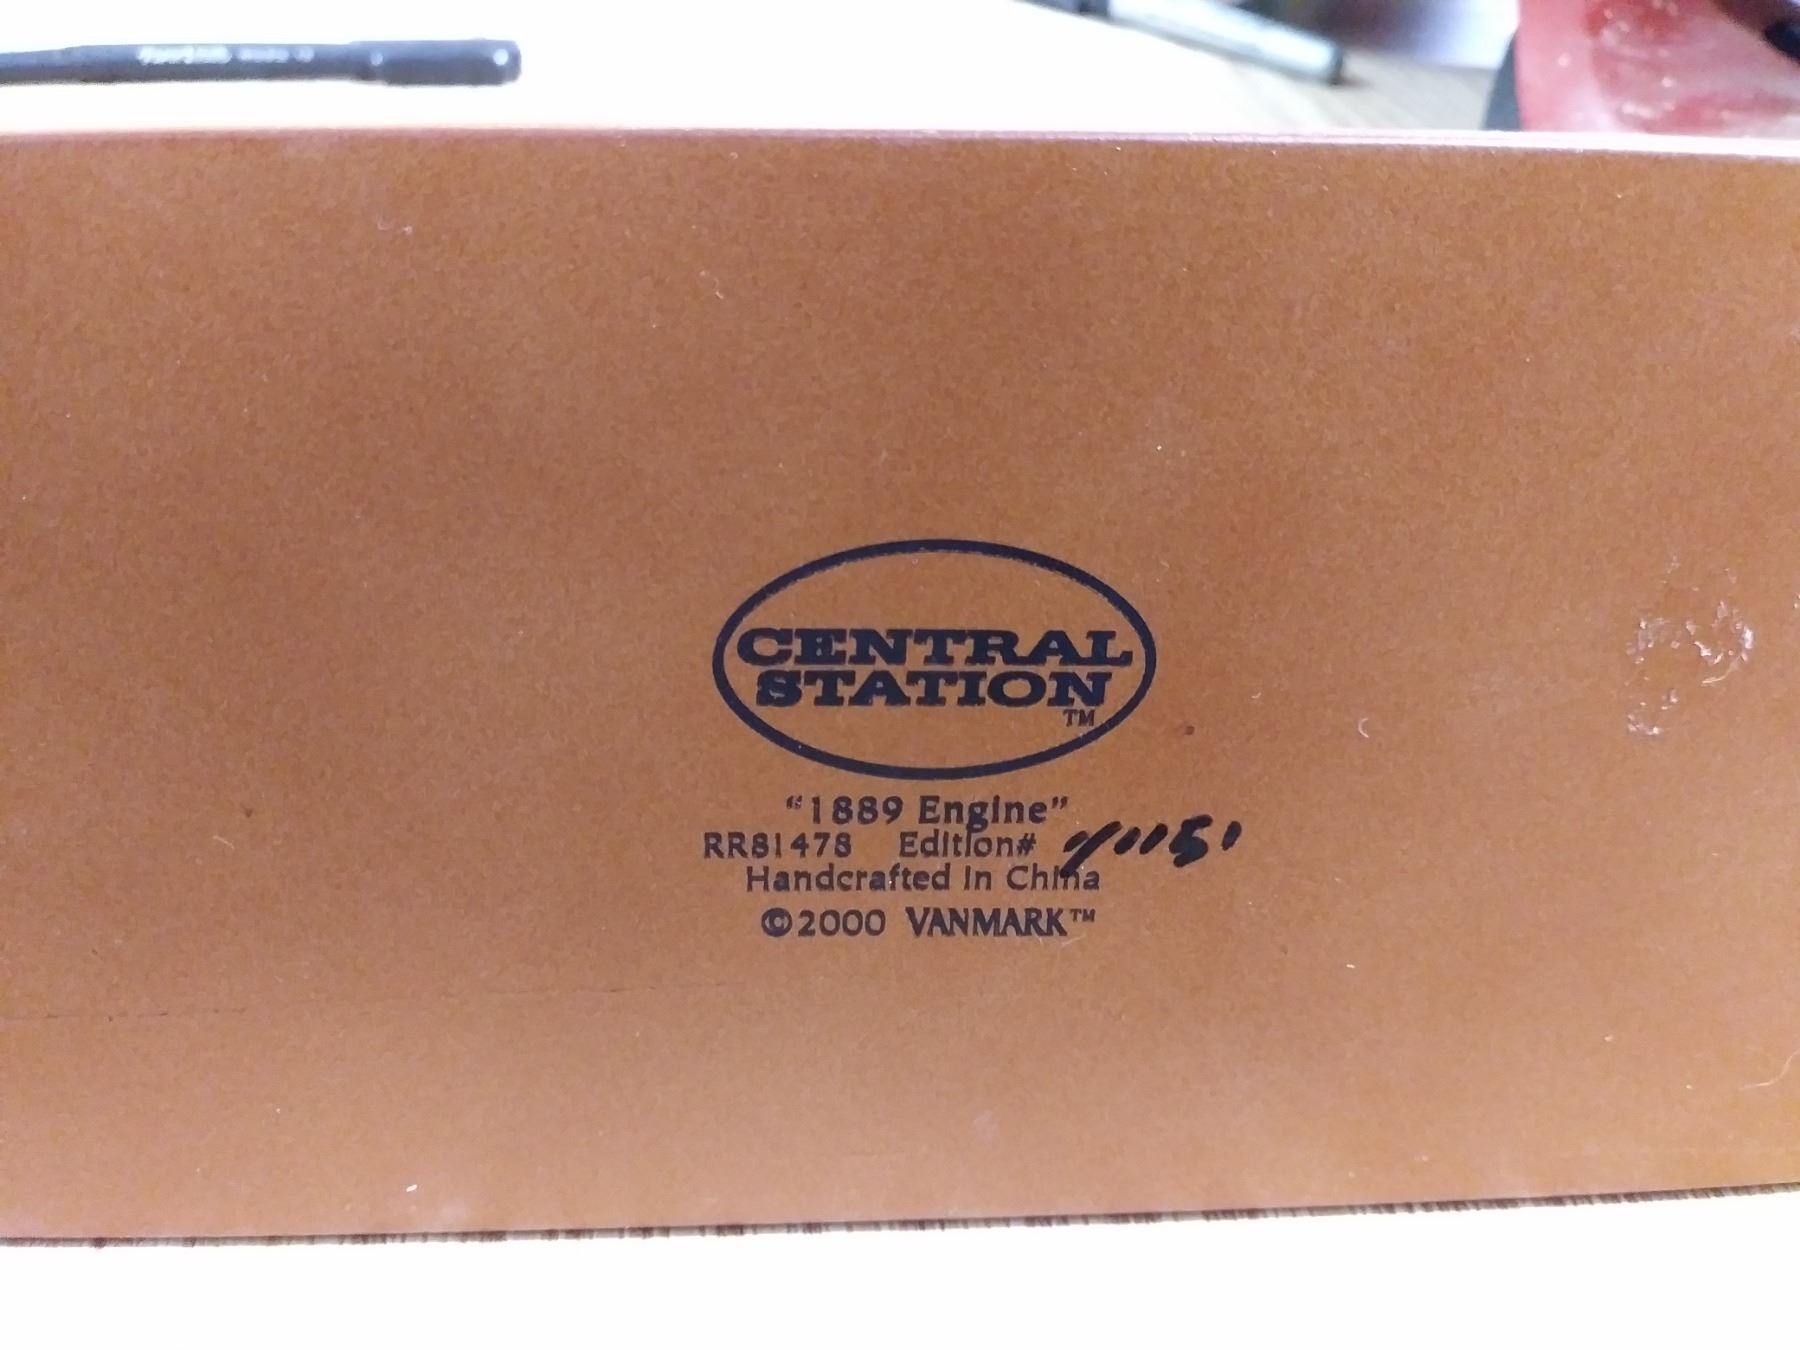 CENTRAL
STATION
TM
"1889 Engine"
RR81478 Edition#
Handcrafted in China
©2000 VANMARK™